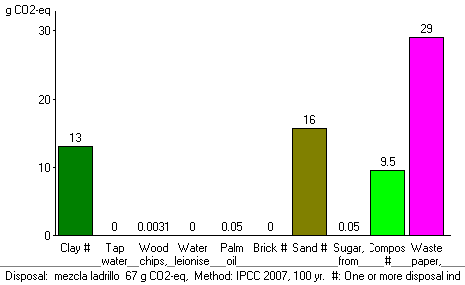 g CO2-eq
30
29
20
16
13
10
9.5
0 0.0031 0 0.05 0 0.05
0
Clay # Tap Wood Water Palm Brick # Sand # Sugar, Compos Waste
water chips, leionise oil from # paper,
Disposal: mezcla ladrillo 67 g CO2-eq, Method: IPCC 2007, 100 yr. #: One or more disposal ind